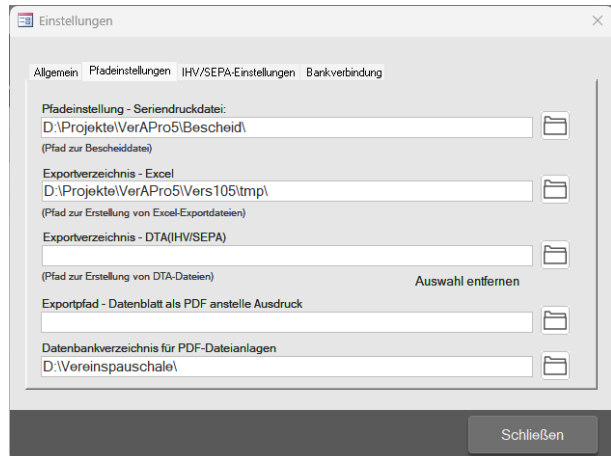 Einstellungen
Allgemein Pfadeinstellungen IHV/SEPA-Einstellungen Bankverbindung
Pfadeinstellung - Seriendruckdatei:
D:\Projekte\VerAPro5\Bescheid\
(Pfad zur Bescheiddatei)
Exportverzeichnis - Excel
D:\Projekte\VerAPro5\Vers105\tmp\
(Pfad zur Erstellung von Excel-Exportdateien)
Exportverzeichnis - DTA(IHV/SEPA)
(Pfad zur Erstellung von DTA-Dateien)
Auswahl entfernen
Exportpfad - Datenblatt als PDF anstelle Ausdruck
Datenbankverzeichnis für PDF-Dateianlagen
D:\Vereinspauschale\
Schließen